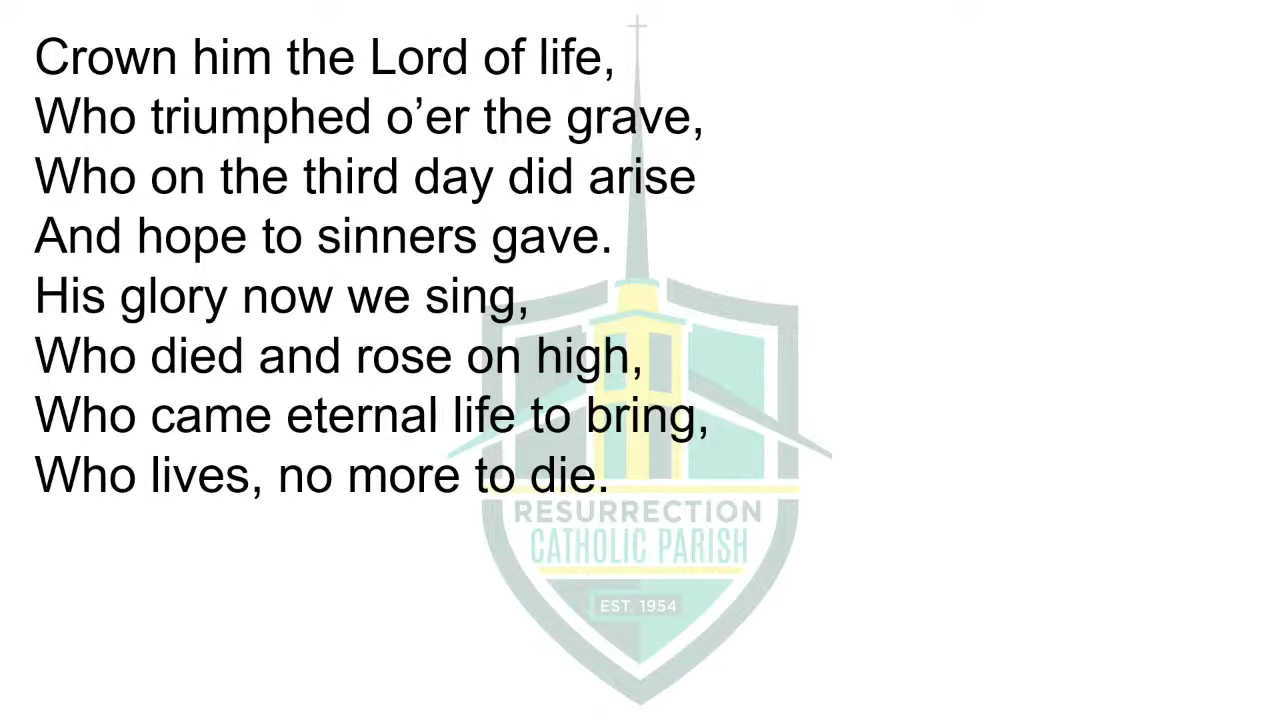 Crown him the Lord of life,
Who triumphed o’er the grave,
Who on the third day did arise
And hope to sinners gave.
His glory now we sing,
Who died and rose on high,
Who came eternal life to bring,
Who lives, no more to die.
RESURRECTION
CATHOLIC PARISH
EST. 1954